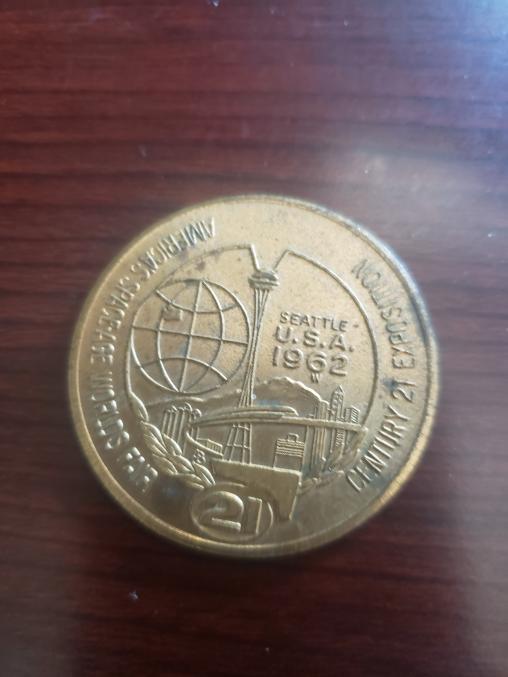 AMERICA'S SPACE AGE WORLD'S FAIR
CENTURY 21 EXPOSITION
SEATTLE
U.S.A.
1962
21